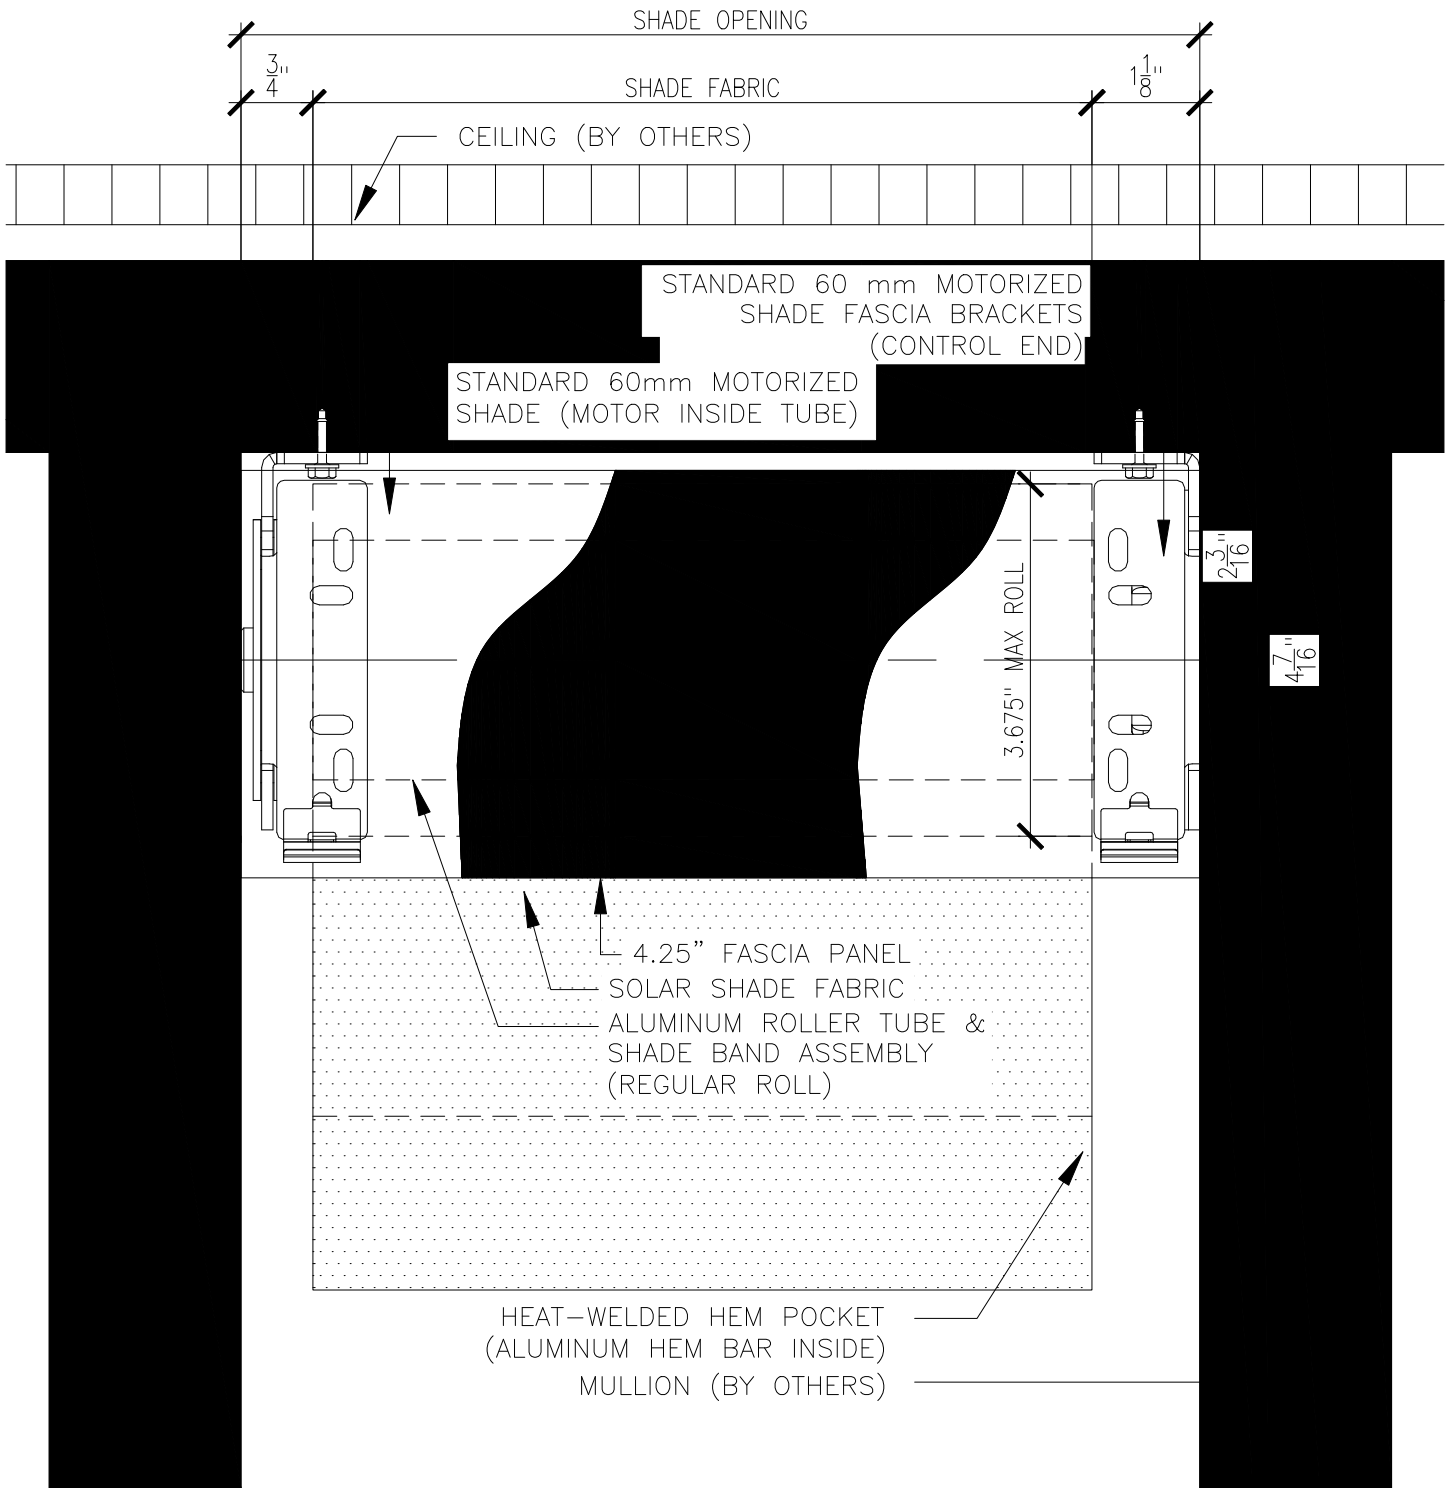 SHADE OPENING
3/4"
SHADE FABRIC
1 1/8"
CEILING (BY OTHERS)
STANDARD 60 mm MOTORIZED
SHADE FASCIA BRACKETS
(CONTROL END)
STANDARD 60mm MOTORIZED
SHADE (MOTOR INSIDE TUBE)
2 3/16"
3.675" MAX ROLL
4 7/16"
4.25” FASCIA PANEL
SOLAR SHADE FABRIC
ALUMINUM ROLLER TUBE &
SHADE BAND ASSEMBLY
(REGULAR ROLL)
HEAT-WELDED HEM POCKET
(ALUMINUM HEM BAR INSIDE)
MULLION (BY OTHERS)